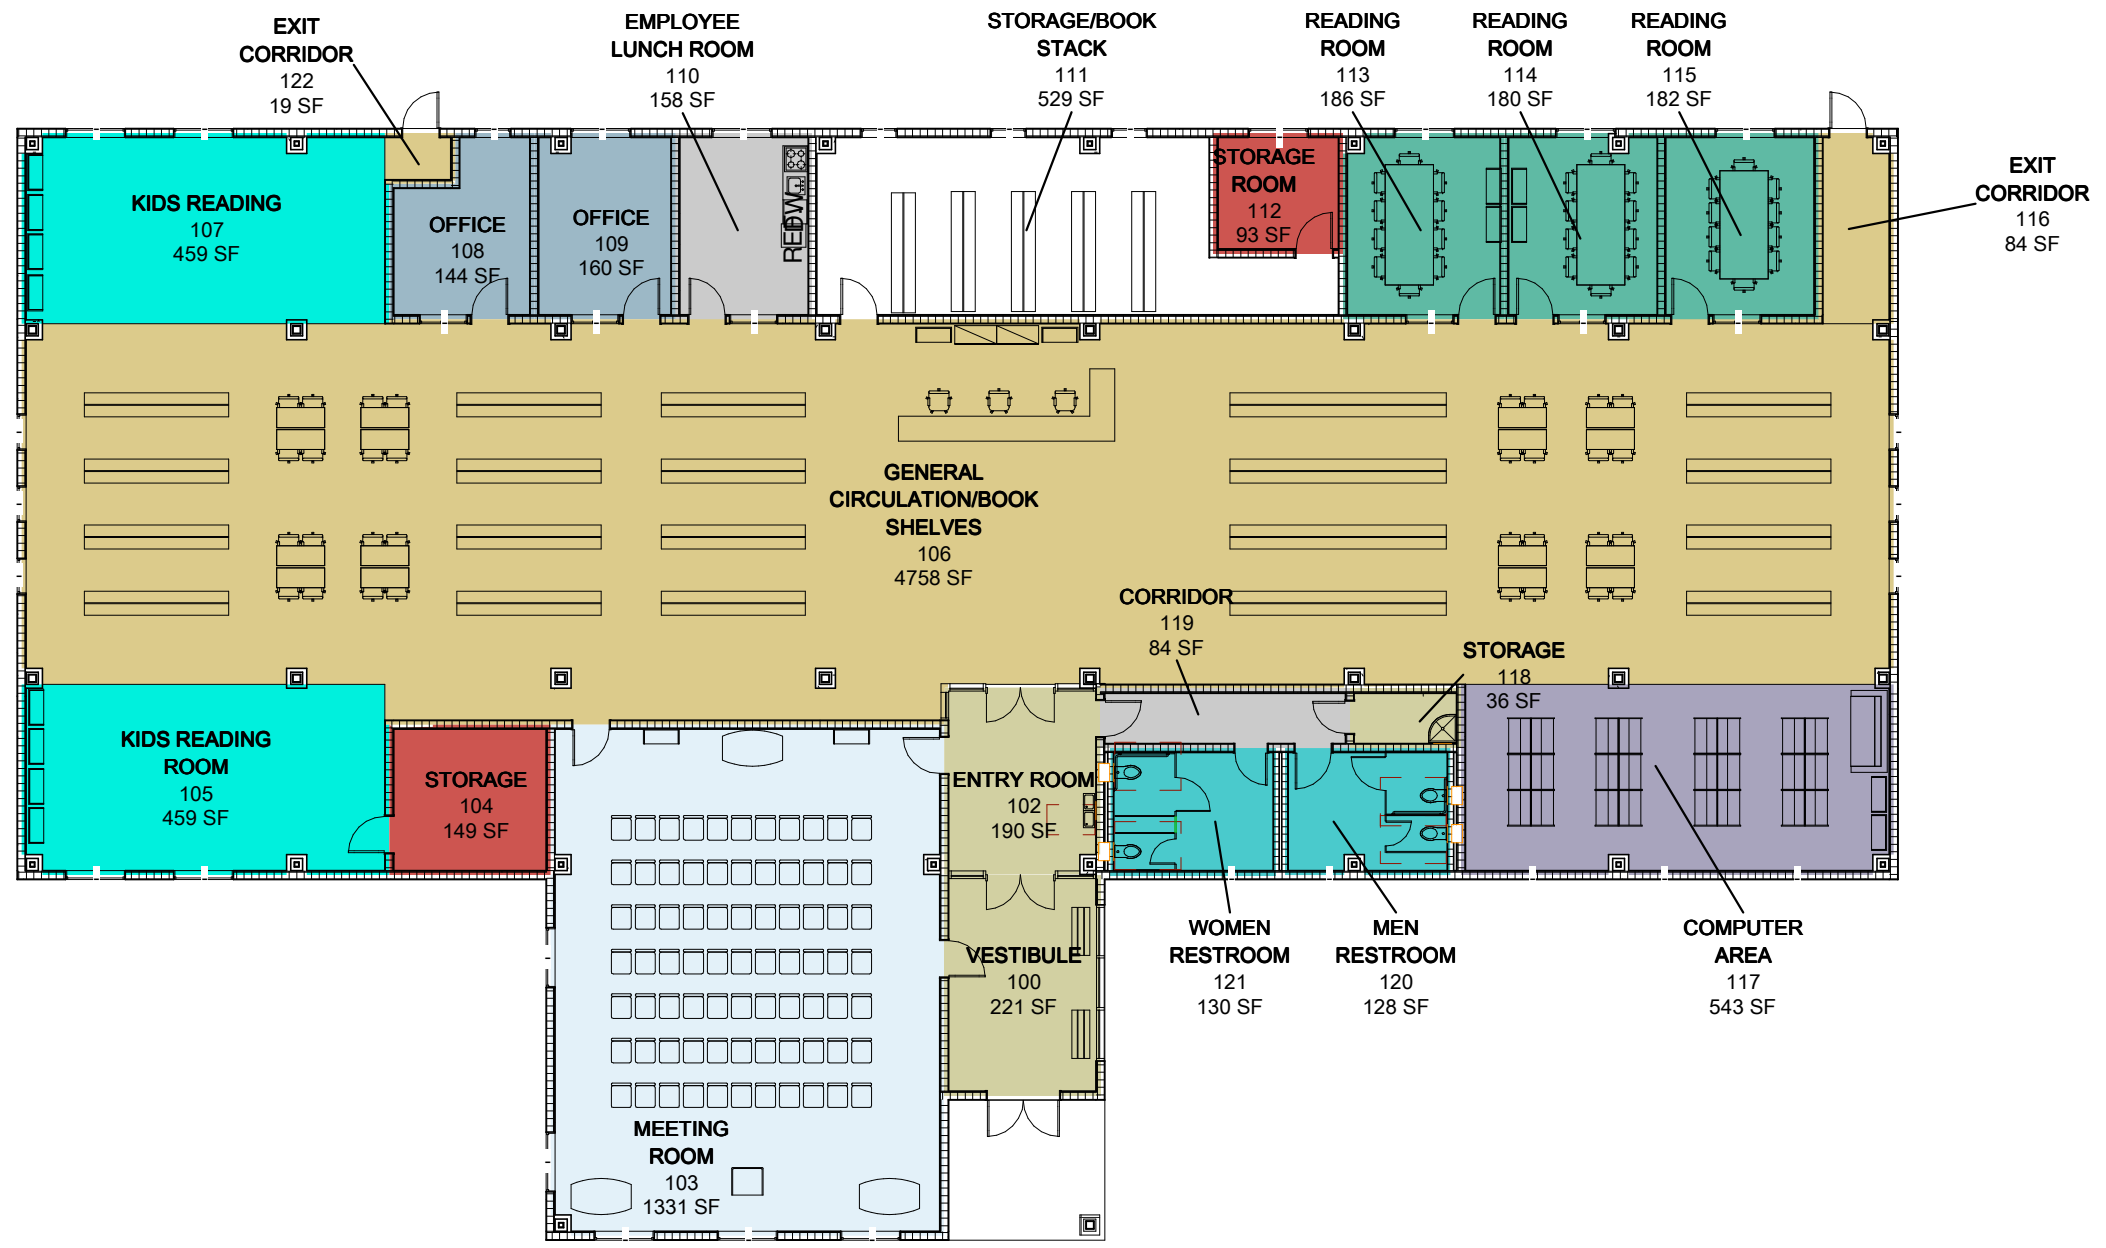 EXIT
CORRIDOR
122
19 SF
EMPLOYEE
LUNCH ROOM
110
158 SF
STORAGE/BOOK
STACK
111
529 SF
READING
ROOM
113
186 SF
READING
ROOM
114
180 SF
READING
ROOM
115
182 SF
EXIT
CORRIDOR
116
84 SF
KIDS READING
107
459 SF
OFFICE
108
144 SF
OFFICE
109
160 SF
REF
DW
STORAGE
ROOM
112
93 SF
GENERAL
CIRCULATION/BOOK
SHELVES
106
4758 SF
CORRIDOR
119
84 SF
STORAGE
118
36 SF
KIDS READING
ROOM
105
459 SF
STORAGE
104
149 SF
ENTRY ROOM
102
190 SF
VESTIBULE
100
221 SF
WOMEN
RESTROOM
121
130 SF
MEN
RESTROOM
120
128 SF
COMPUTER
AREA
117
543 SF
MEETING
ROOM
103
1331 SF